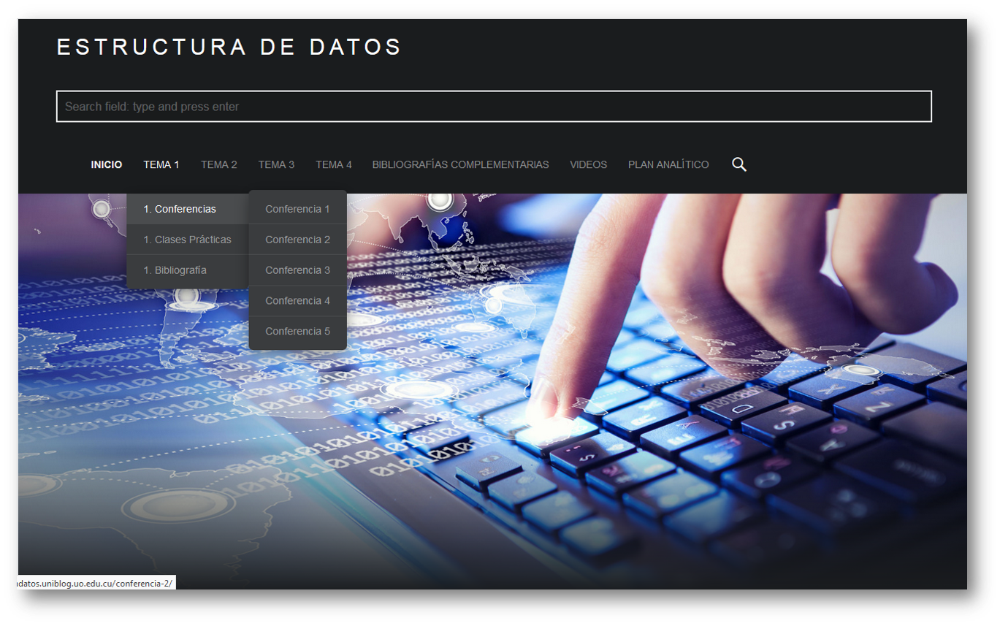 ESTRUCTURA DE DATOS
Search field: type and press enter
INICIO TEMA 1 TEMA 2 TEMA 3 TEMA 4 BIBLIOGRAFÍAS COMPLEMENTARIAS VIDEOS PLAN ANALÍTICO
1. Conferencias
1. Clases Prácticas
1. Bibliografía
Conferencia 1
Conferencia 2
Conferencia 3
Conferencia 4
Conferencia 5
datos.uniblog.uo.edu.cu/conferencia-2/